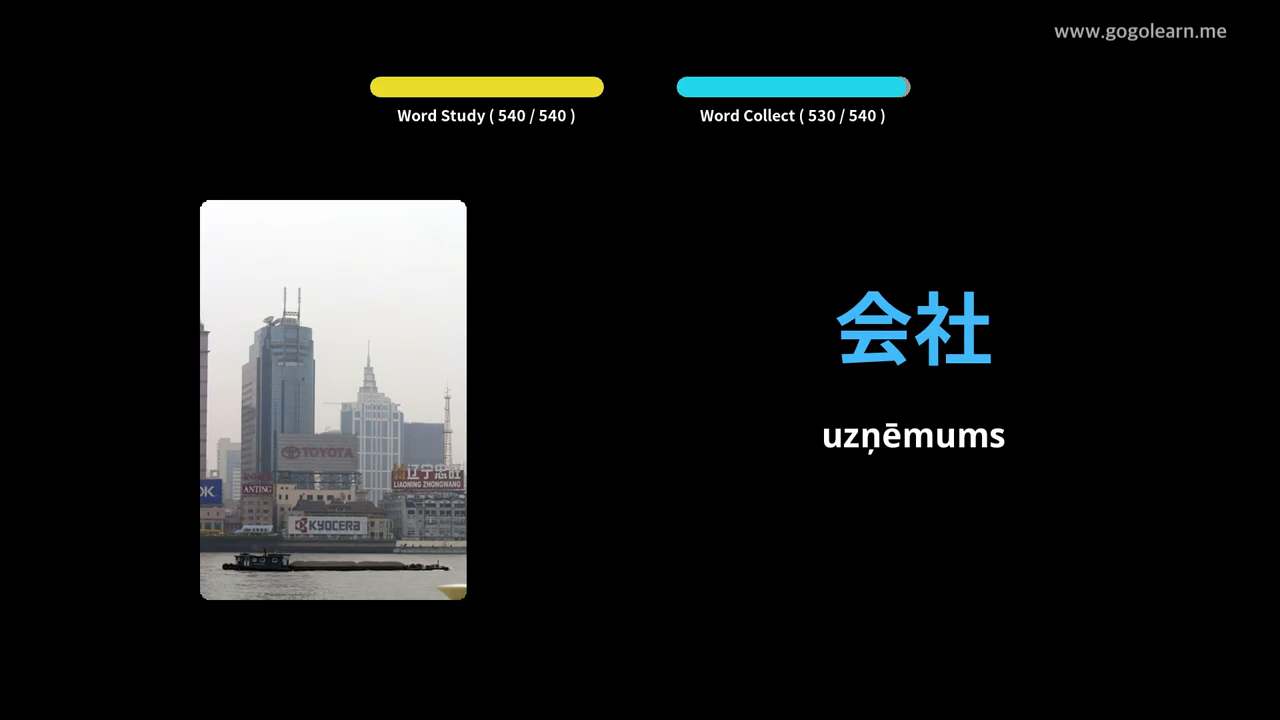 www.gogolearn.me
Word Study ( 540 / 540 )
Word Collect ( 530 / 540 )
会社
uzņēmums
TOYOTA
辽宁忠旺
LIAONING ZHONGWANG
OK
ANTING
KYOCERA